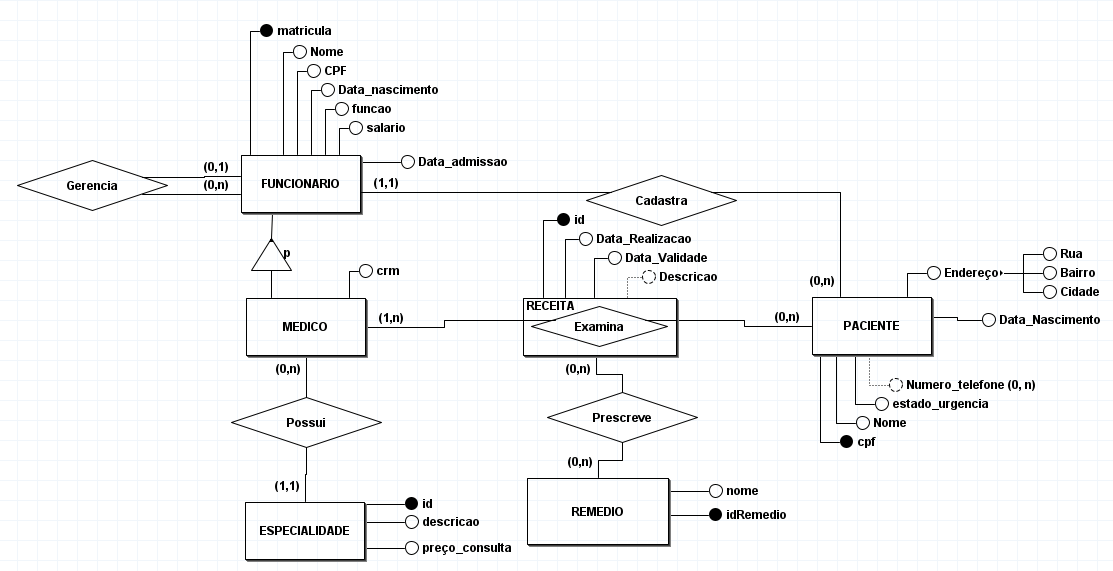 matricula
Nome
CPF
Data_nascimento
funcao
salario
Data_admissao
(0,1)
(0,n)
Gerencia
FUNCIONARIO
(1,1)
Cadastra
(0,n)
p
crm
MEDICO
(1,n)
id
Data_Realizacao
Data_Validade
Descricao
RECEITA
Examina
(0,n)
PACIENTE
Endereço
Rua
Bairro
Cidade
Data_Nascimento
Numero_telefone (0, n)
estado_urgencia
Nome
cpf
(0,n)
Possui
(1,1)
ESPECIALIDADE
id
descricao
preço_consulta
(0,n)
Prescreve
(0,n)
REMEDIO
nome
idRemedio